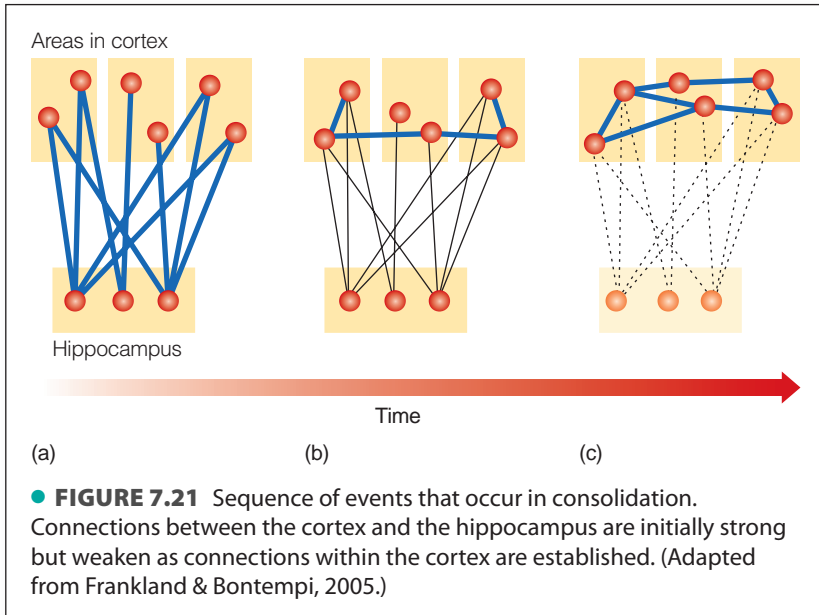 Areas in cortex
Hippocampus
Time
(a)
(b)
(c)
● FIGURE 7.21 Sequence of events that occur in consolidation.
Connections between the cortex and the hippocampus are initially strong
but weaken as connections within the cortex are established. (Adapted
from Frankland & Bontempi, 2005.)